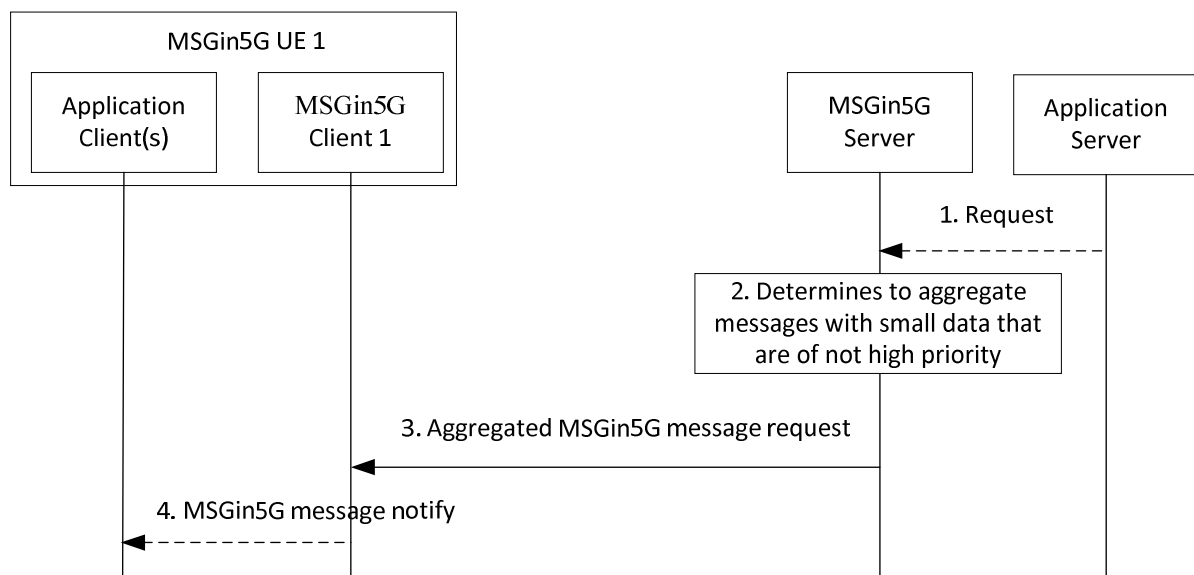 MSGin5G UE 1
Application
Client(s)
MSGin5G
Client 1
MSGin5G
Server
Application
Server
1. Request
2. Determines to aggregate
messages with small data that
are of not high priority
3. Aggregated MSGin5G message request
4. MSGin5G message notify